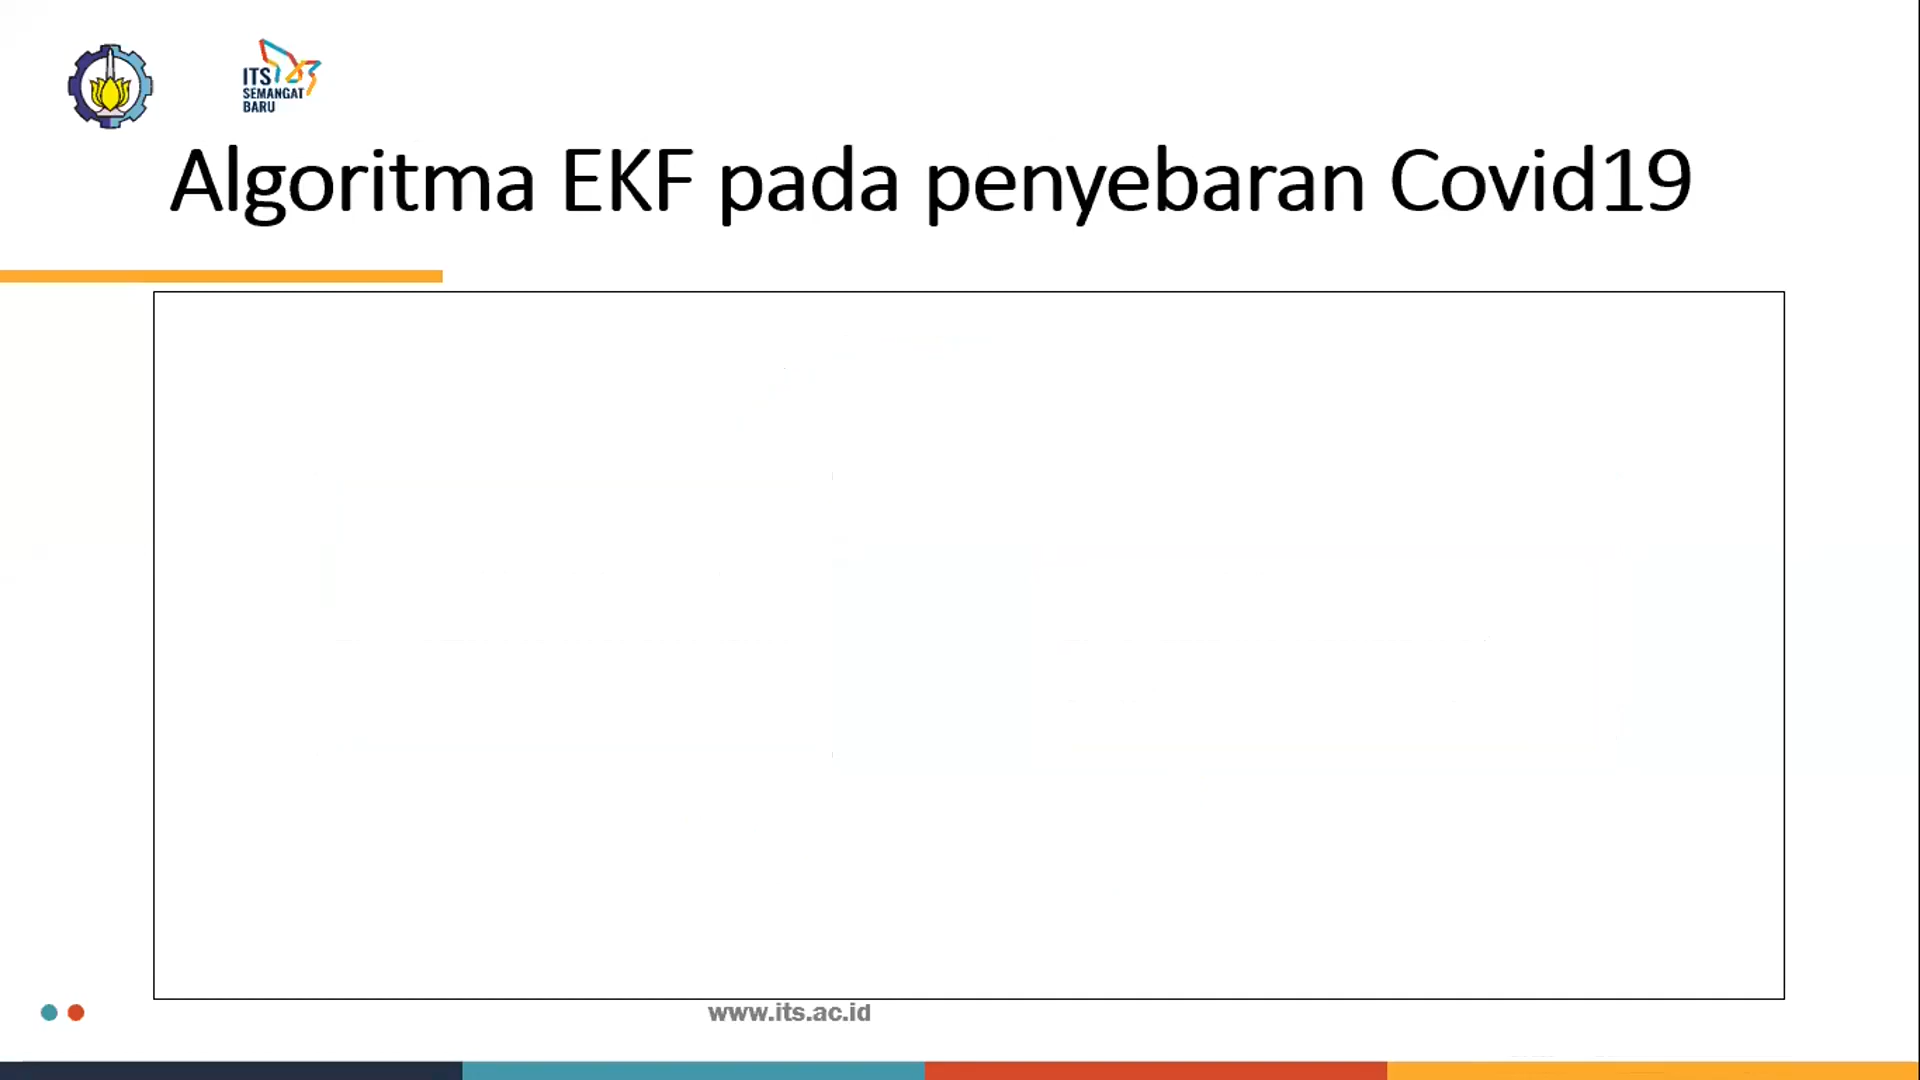 ITS
SEMANGAT
BARU
Algoritma EKF pada penyebaran Covid19
www.its.ac.id